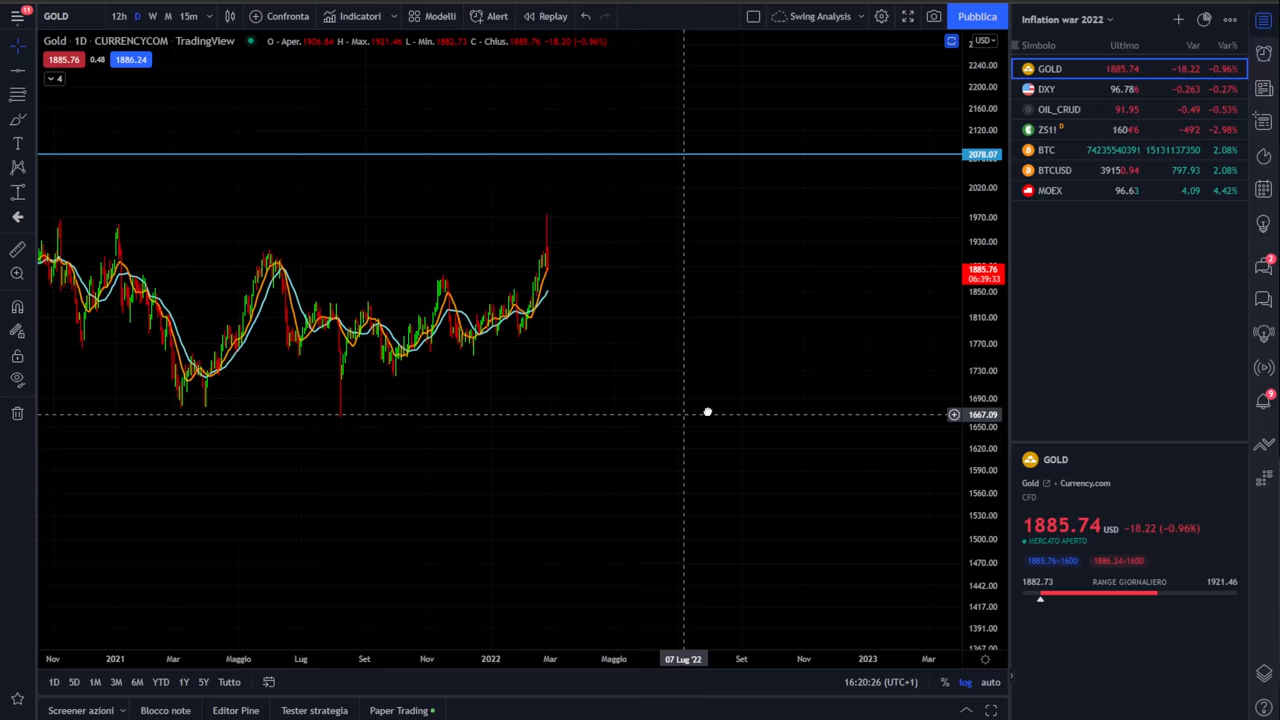 11
GOLD
12h D W M 15m
Confronta
Indicatori
Modelli
Alert
Replay
Swing Analysis
Pubblica
Inflation war 2022
Gold · 1D · CURRENCYCOM · TradingView
O - Aper. 1906.84 H - Max. 1921.46 L - Min. 1882.73 C - Chius. 1885.76 −18.20 (−0.96%)
USD
1885.76 0.48 1886.24
4
Simbolo Ultimo Var Var%
GOLD 1885.74 −18.22 −0.96%
DXY 96.786 −0.263 −0.27%
OIL_CRUD 91.95 −0.49 −0.53%
ZS1! D 1604'6 −49'2 −2.98%
BTC 74235540391 15131137350 2.08%
BTCUSD 39150.94 797.93 2.08%
MOEX 96.63 4.09 4.42%
2240.00
2200.00
2160.00
2120.00
2078.07
2020.00
1970.00
1930.00
1885.76
06:39:33
1850.00
1810.00
1770.00
1730.00
1690.00
1667.09
1650.00
1620.00
1590.00
1560.00
1530.00
1500.00
1470.00
1442.00
1417.00
1391.00
1367.00
2
9
GOLD
Gold · Currency.com
CFD
1885.74 USD −18.22 (−0.96%)
MERCATO APERTO
1885.76×1600 1886.24×1600
1882.73 RANGE GIORNALIERO 1921.46
Nov 2021 Mar Maggio Lug Set Nov 2022 Mar Maggio 07 Lug '22 Set Nov 2023 Mar
1D 5D 1M 3M 6M YTD 1Y 5Y Tutto
16:20:26 (UTC+1) % log auto
Screener azioni Blocco note Editor Pine Tester strategia Paper Trading